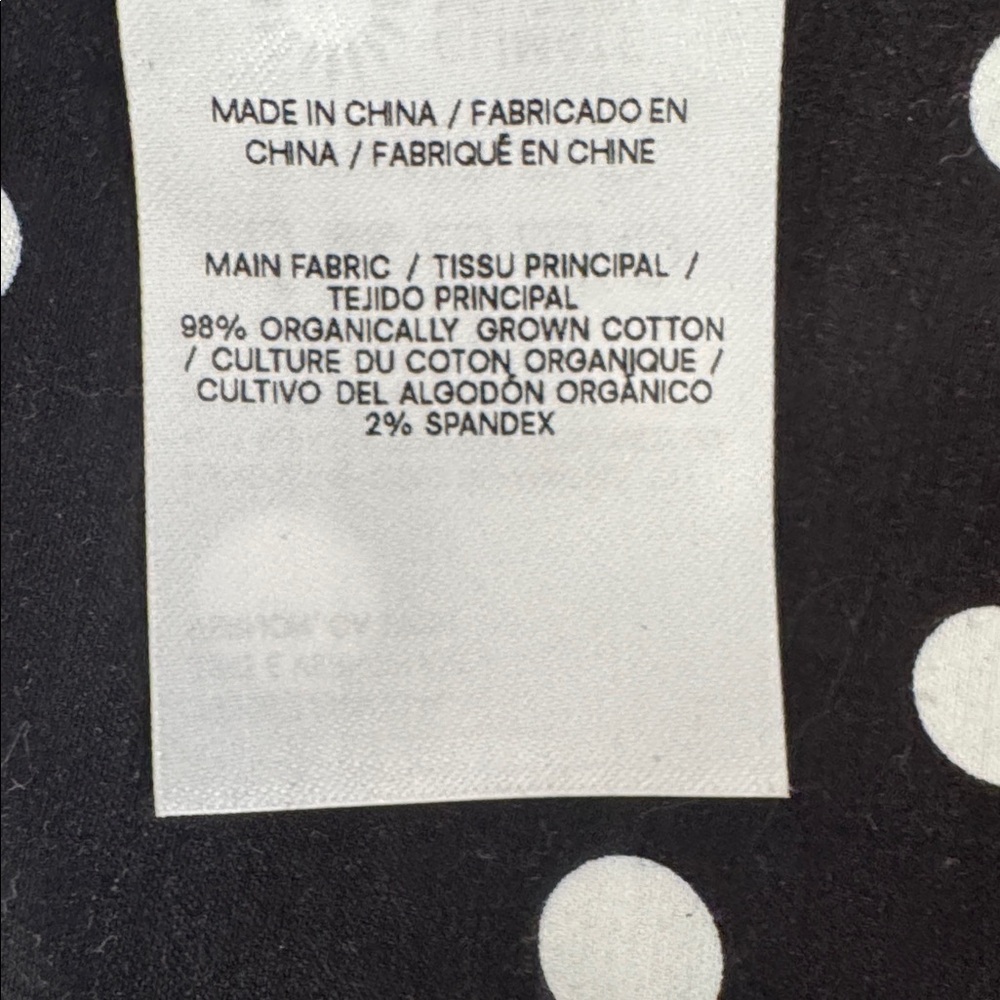 MADE IN CHINA / FABRICADO EN
CHINA / FABRIQUÉ EN CHINE
MAIN FABRIC / TISSU PRINCIPAL /
TEJIDO PRINCIPAL
98% ORGANICALLY GROWN COTTON
/ CULTURE DU COTON ORGANIQUE /
CULTIVO DEL ALGODÓN ORGÁNICO
2% SPANDEX